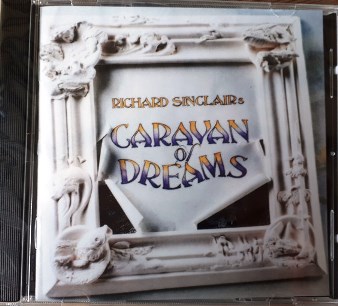 RICHARD SINCLAIR's
CARAVAN
of
DREAMS